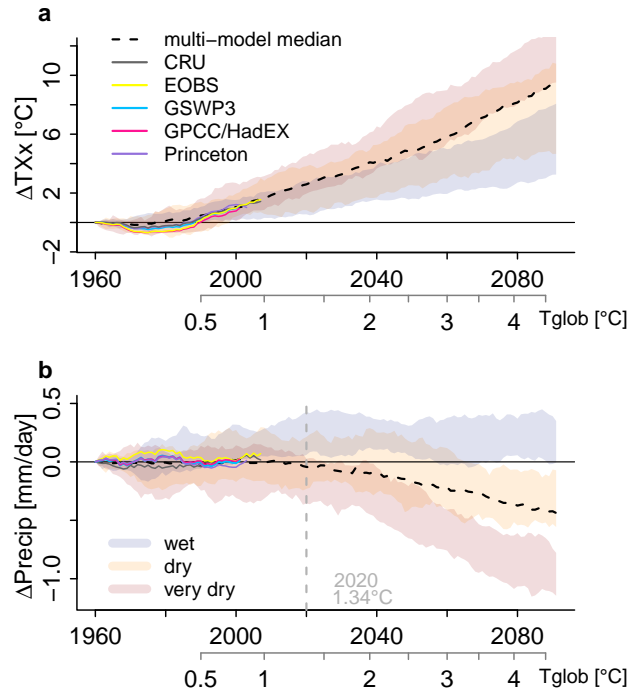 a
multi−model median
CRU
EOBS
GSWP3
GPCC/HadEX
Princeton
ΔTXx [°C]
10
6
2
−2
1960 2000 2040 2080
0.5 1 2 3 4 Tglob [°C]
b
ΔPrecip [mm/day]
0.5
0.0
−1.0
wet
dry
very dry
2020
1.34°C
1960 2000 2040 2080
0.5 1 2 3 4 Tglob [°C]